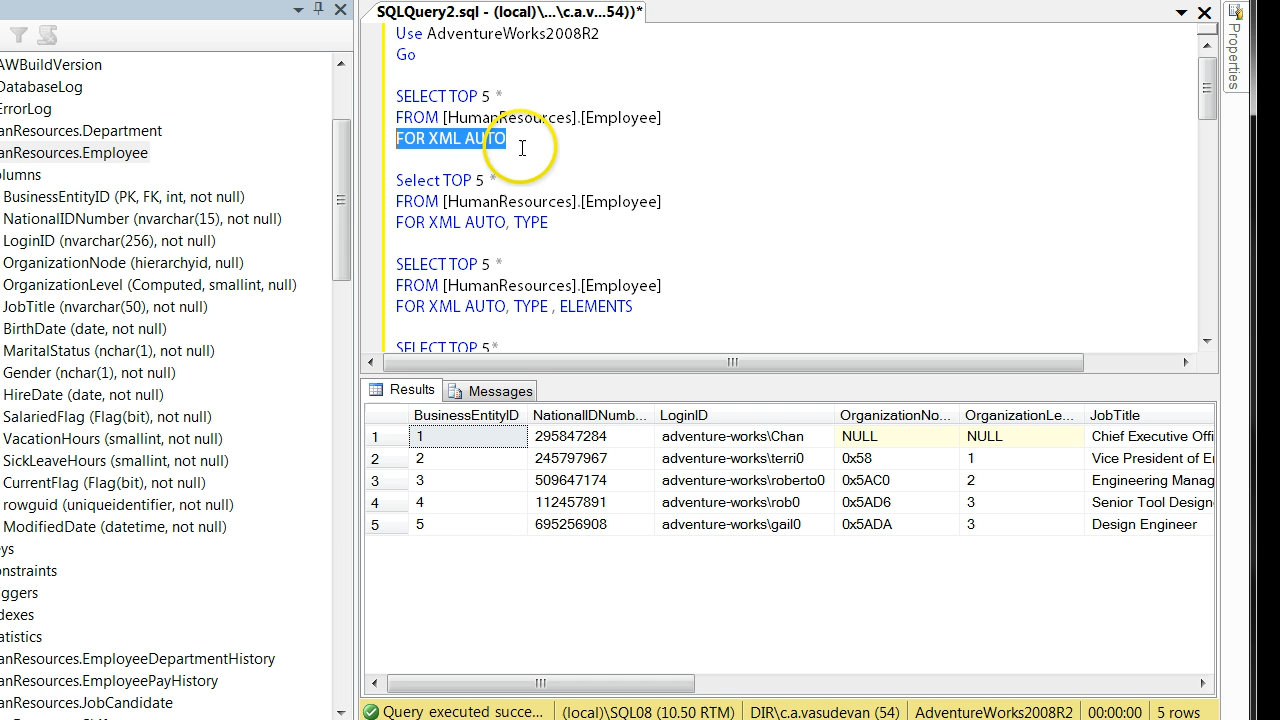 AWBuildVersion
DatabaseLog
ErrorLog
anResources.Department
anResources.Employee
lumns
BusinessEntityID (PK, FK, int, not null)
NationalIDNumber (nvarchar(15), not null)
LoginID (nvarchar(256), not null)
OrganizationNode (hierarchyid, null)
OrganizationLevel (Computed, smallint, null)
JobTitle (nvarchar(50), not null)
BirthDate (date, not null)
MaritalStatus (nchar(1), not null)
Gender (nchar(1), not null)
HireDate (date, not null)
SalariedFlag (Flag(bit), not null)
VacationHours (smallint, not null)
SickLeaveHours (smallint, not null)
CurrentFlag (Flag(bit), not null)
rowguid (uniqueidentifier, not null)
ModifiedDate (datetime, not null)
ys
onstraints
iggers
dexes
atistics
anResources.EmployeeDepartmentHistory
anResources.EmployeePayHistory
anResources.JobCandidate
SQLQuery2.sql - (local)\...\c.a.v...54))*
Use AdventureWorks2008R2
Go
SELECT TOP 5 *
FROM [HumanResources].[Employee]
FOR XML AUTO
Select TOP 5 *
FROM [HumanResources].[Employee]
FOR XML AUTO, TYPE
SELECT TOP 5 *
FROM [HumanResources].[Employee]
FOR XML AUTO, TYPE , ELEMENTS
SELECT TOP 5 *
Properties
Results Messages
BusinessEntityID NationalIDNumb... LoginID OrganizationNo... OrganizationLe... JobTitle
1 1 295847284 adventure-works\Chan NULL NULL Chief Executive Offi
2 2 245797967 adventure-works\terri0 0x58 1 Vice President of E
3 3 509647174 adventure-works\roberto0 0x5AC0 2 Engineering Manag
4 4 112457891 adventure-works\rob0 0x5AD6 3 Senior Tool Design
5 5 695256908 adventure-works\gail0 0x5ADA 3 Design Engineer
Query executed succe... (local)\SQL08 (10.50 RTM) DIR\c.a.vasudevan (54) AdventureWorks2008R2 00:00:00 5 rows